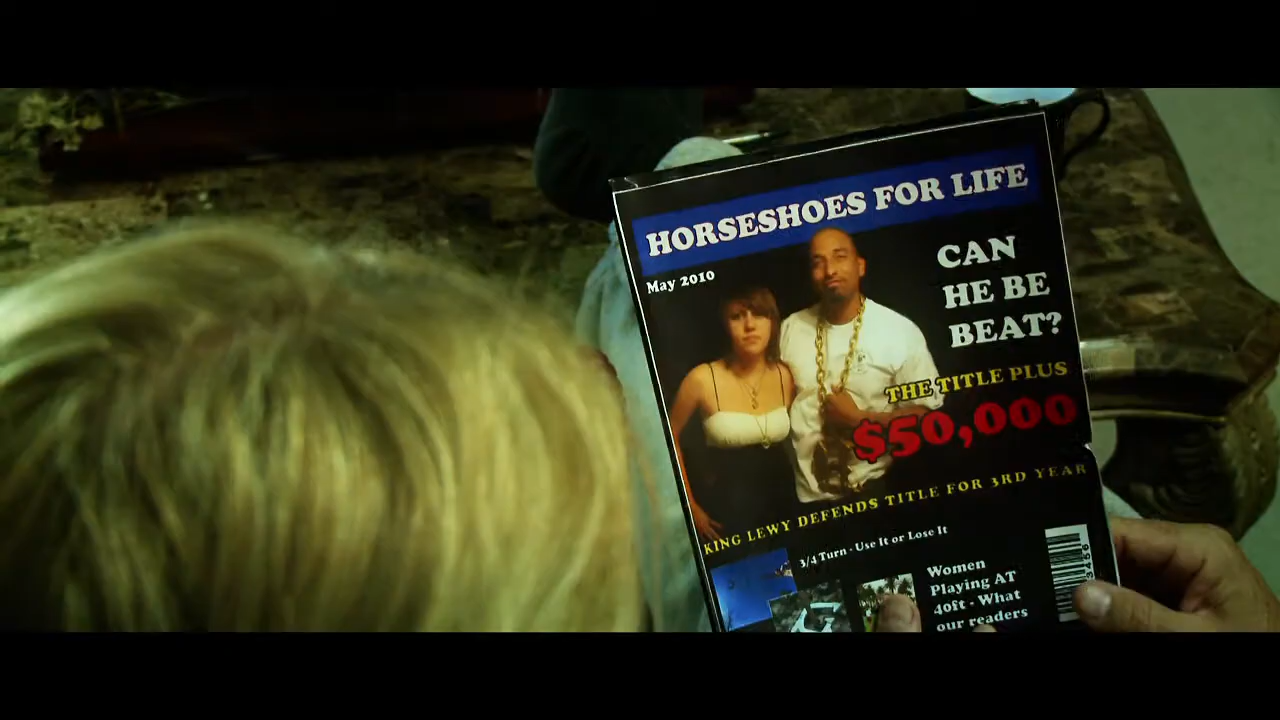 HORSESHOES FOR LIFE
May 2010
CAN
HE BE
BEAT?
THE TITLE PLUS
$50,000
KING LEWY DEFENDS TITLE FOR 3RD YEAR
3/4 Turn - Use It or Lose It
Women
Playing AT
40ft - What
our readers